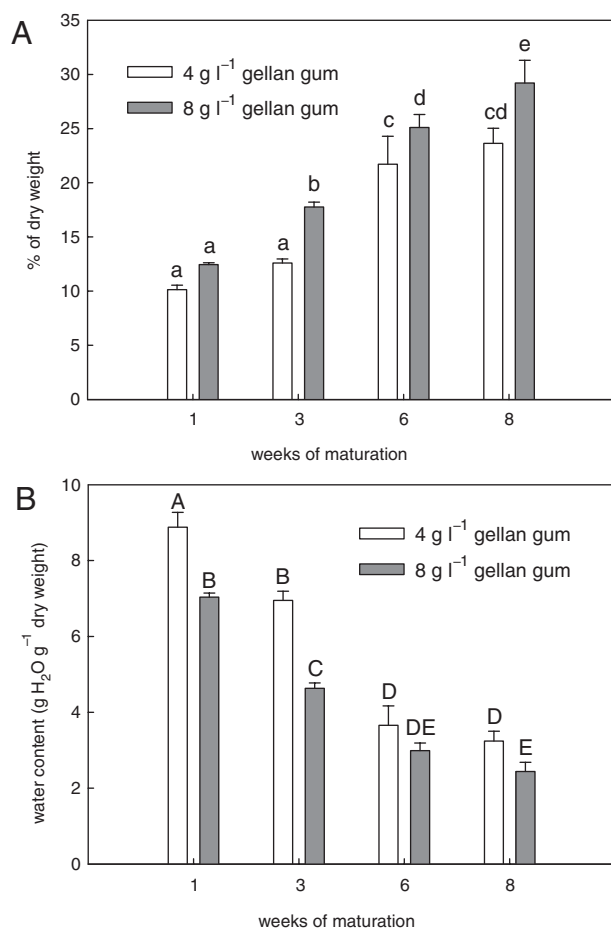 A
35
30
25
20
15
10
5
0
% of dry weight
4 g l⁻¹ gellan gum
8 g l⁻¹ gellan gum
a a a b c d cd e
1 3 6 8
weeks of maturation
B
10
8
6
4
2
0
water content (g H₂O g⁻¹ dry weight)
4 g l⁻¹ gellan gum
8 g l⁻¹ gellan gum
A B B C D DE D E
1 3 6 8
weeks of maturation